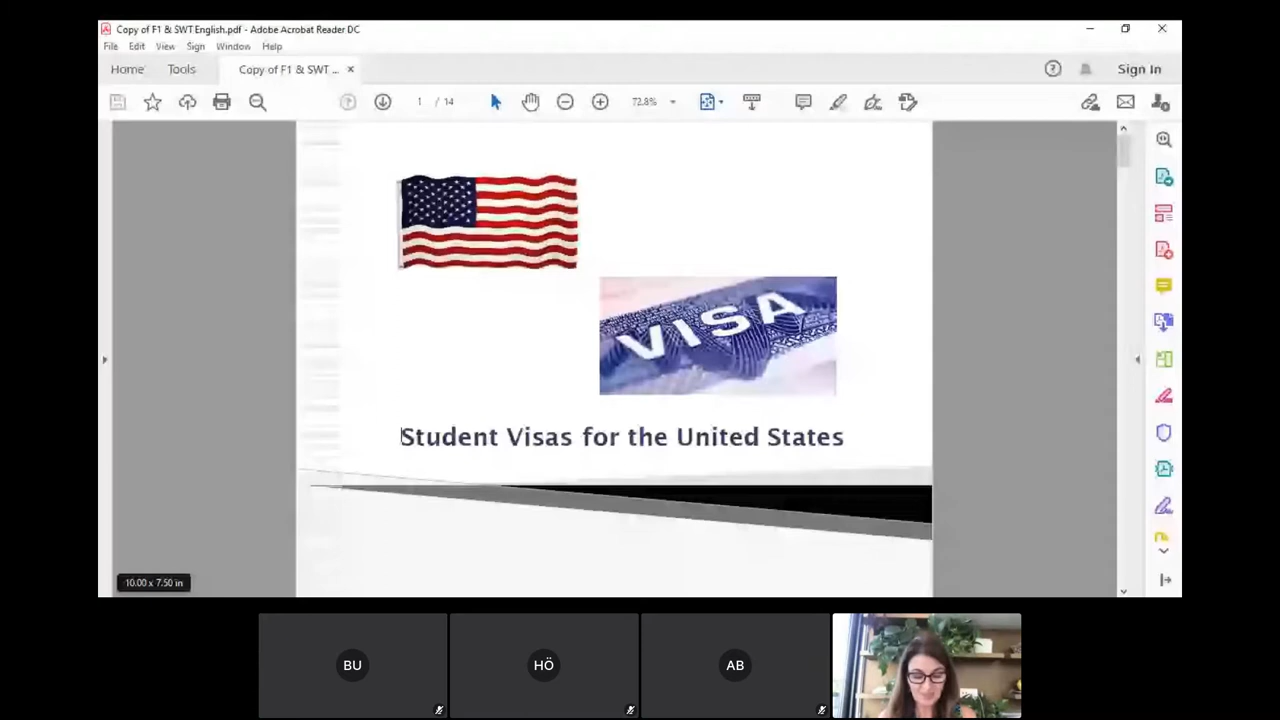 Copy of F1 & SWT English.pdf - Adobe Acrobat Reader DC
File Edit View Sign Window Help
Home Tools Copy of F1 & SWT ... × Sign In
1 / 14 72.8%
VISA
Student Visas for the United States
10.00 x 7.50 in
BU HÖ AB